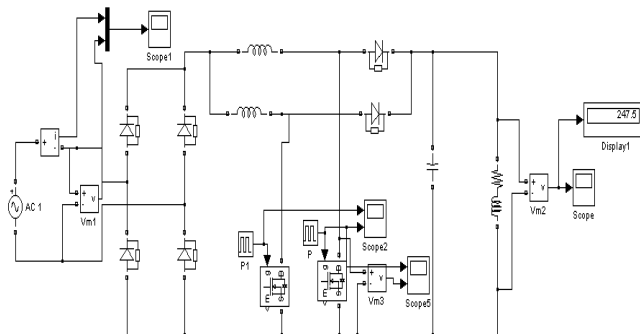 Scope1
i
+
-
+
-
v
Vm1
AC 1
+
247.5
Display1
+
-
v
Vm2
Scope
Scope2
P1
P
g
E
g
E
+
-
v
Vm3
Scope5